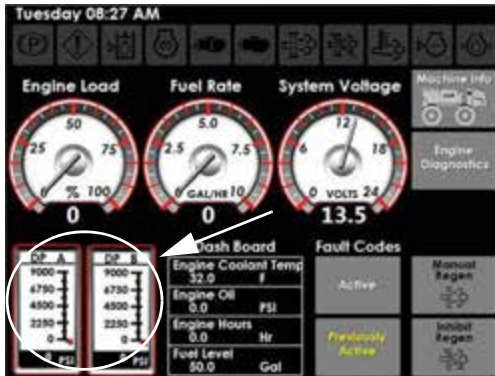 Tuesday 08:27 AM
Engine Load
Fuel Rate
System Voltage
Machine Info
50
25
75
% 100
0
5.0
2.5
7.5
0 GAL/HR 10
0
12
6
18
0 VOLTS 24
13.5
Engine
Diagnostics
DP A
9000
6750
4500
2250
0
0 PSI
DP B
9000
6750
4500
2250
0
0 PSI
Dash Board
Engine Coolant Temp
32.0 F
Engine Oil
0.0 PSI
Engine Hours
0.0 Hr
Fuel Level
50.0 Gal
Fault Codes
Active
Previously
Active
Manual
Regen
Inhibit
Regen